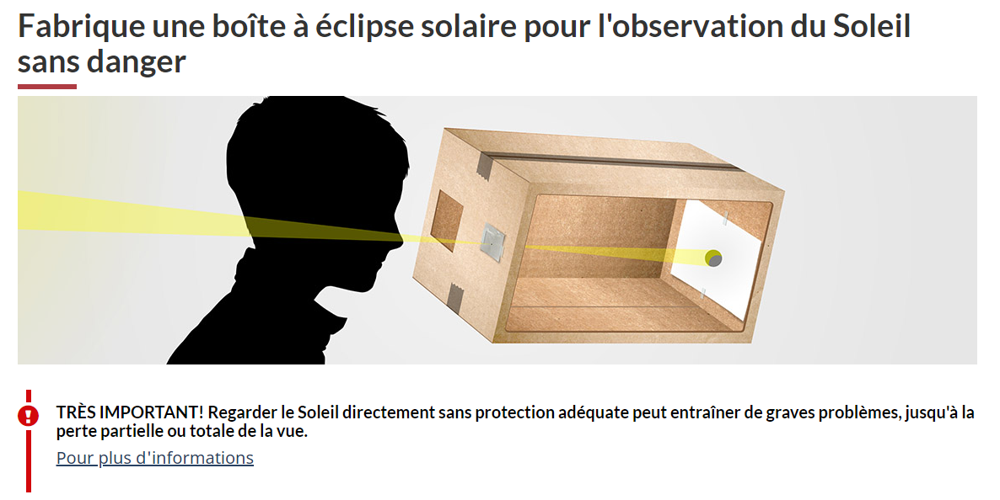 Fabrique une boîte à éclipse solaire pour l'observation du Soleil
sans danger
TRÈS IMPORTANT! Regarder le Soleil directement sans protection adéquate peut entraîner de graves problèmes, jusqu'à la
perte partielle ou totale de la vue.
Pour plus d'informations